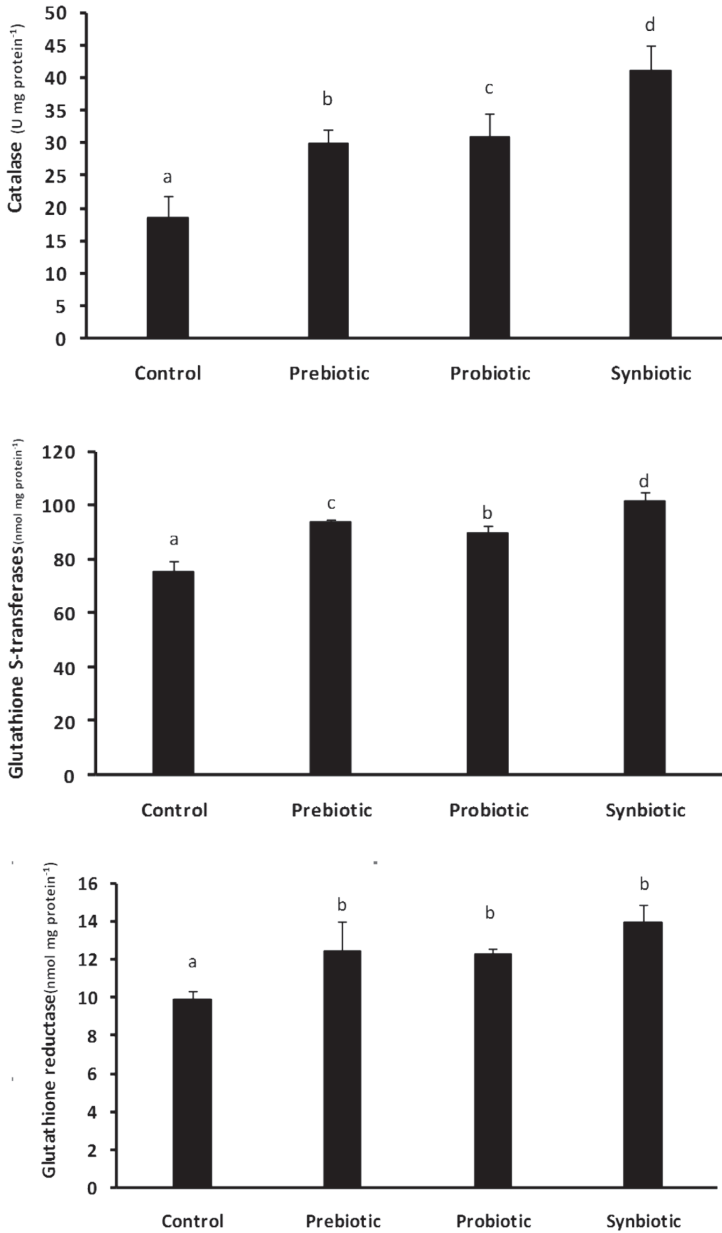 50
45
40
35
30
25
20
15
10
5
0
Catalase (U mg protein⁻¹)
a
b
c
d
Control Prebiotic Probiotic Synbiotic
120
100
80
60
40
20
0
Glutathione S-transferases(nmol mg protein⁻¹)
a
c
b
d
Control Prebiotic Probiotic Synbiotic
16
14
12
10
8
6
4
2
0
Glutathione reductase(nmol mg protein⁻¹)
a
b
b
b
Control Prebiotic Probiotic Synbiotic